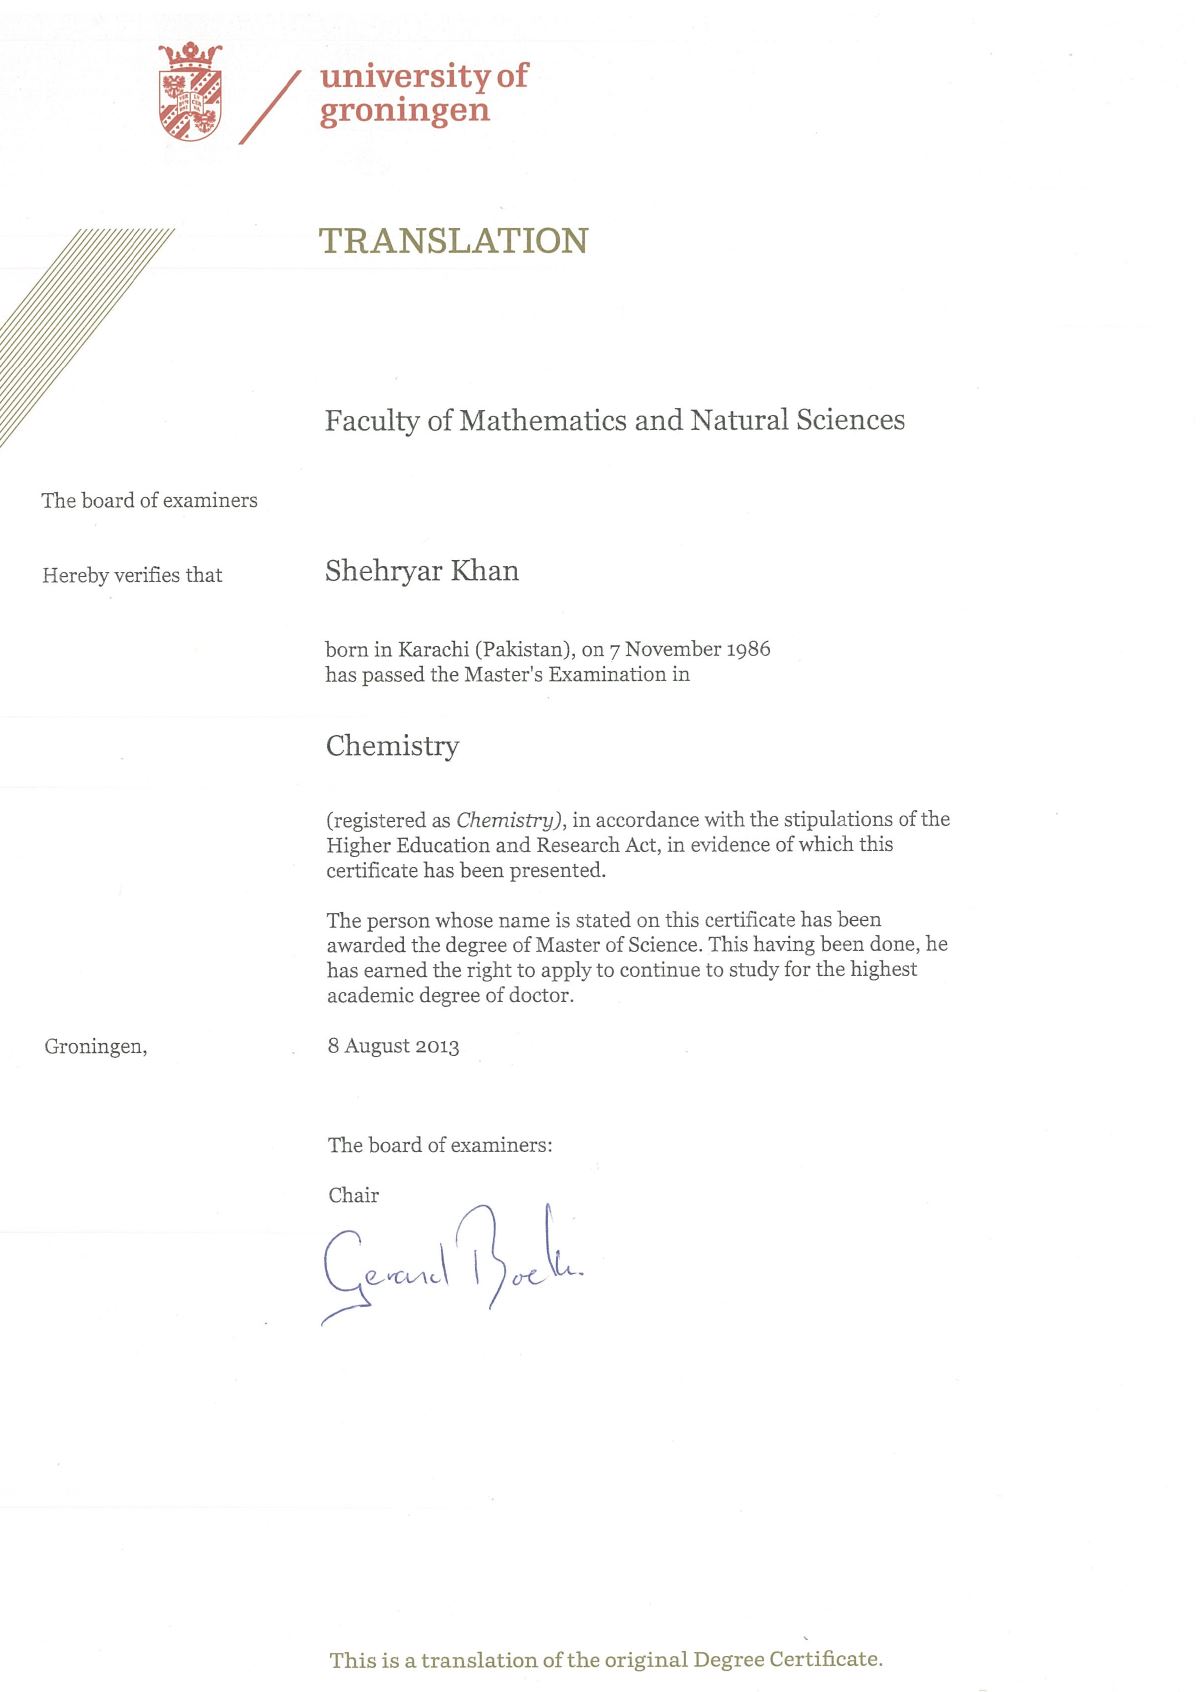 university of
groningen
TRANSLATION
Faculty of Mathematics and Natural Sciences
The board of examiners
Hereby verifies that
Shehryar Khan
born in Karachi (Pakistan), on 7 November 1986
has passed the Master's Examination in
Chemistry
(registered as Chemistry), in accordance with the stipulations of the
Higher Education and Research Act, in evidence of which this
certificate has been presented.
The person whose name is stated on this certificate has been
awarded the degree of Master of Science. This having been done, he
has earned the right to apply to continue to study for the highest
academic degree of doctor.
Groningen,
8 August 2013
The board of examiners:
Chair
Gerard
This is a translation of the original Degree Certificate.